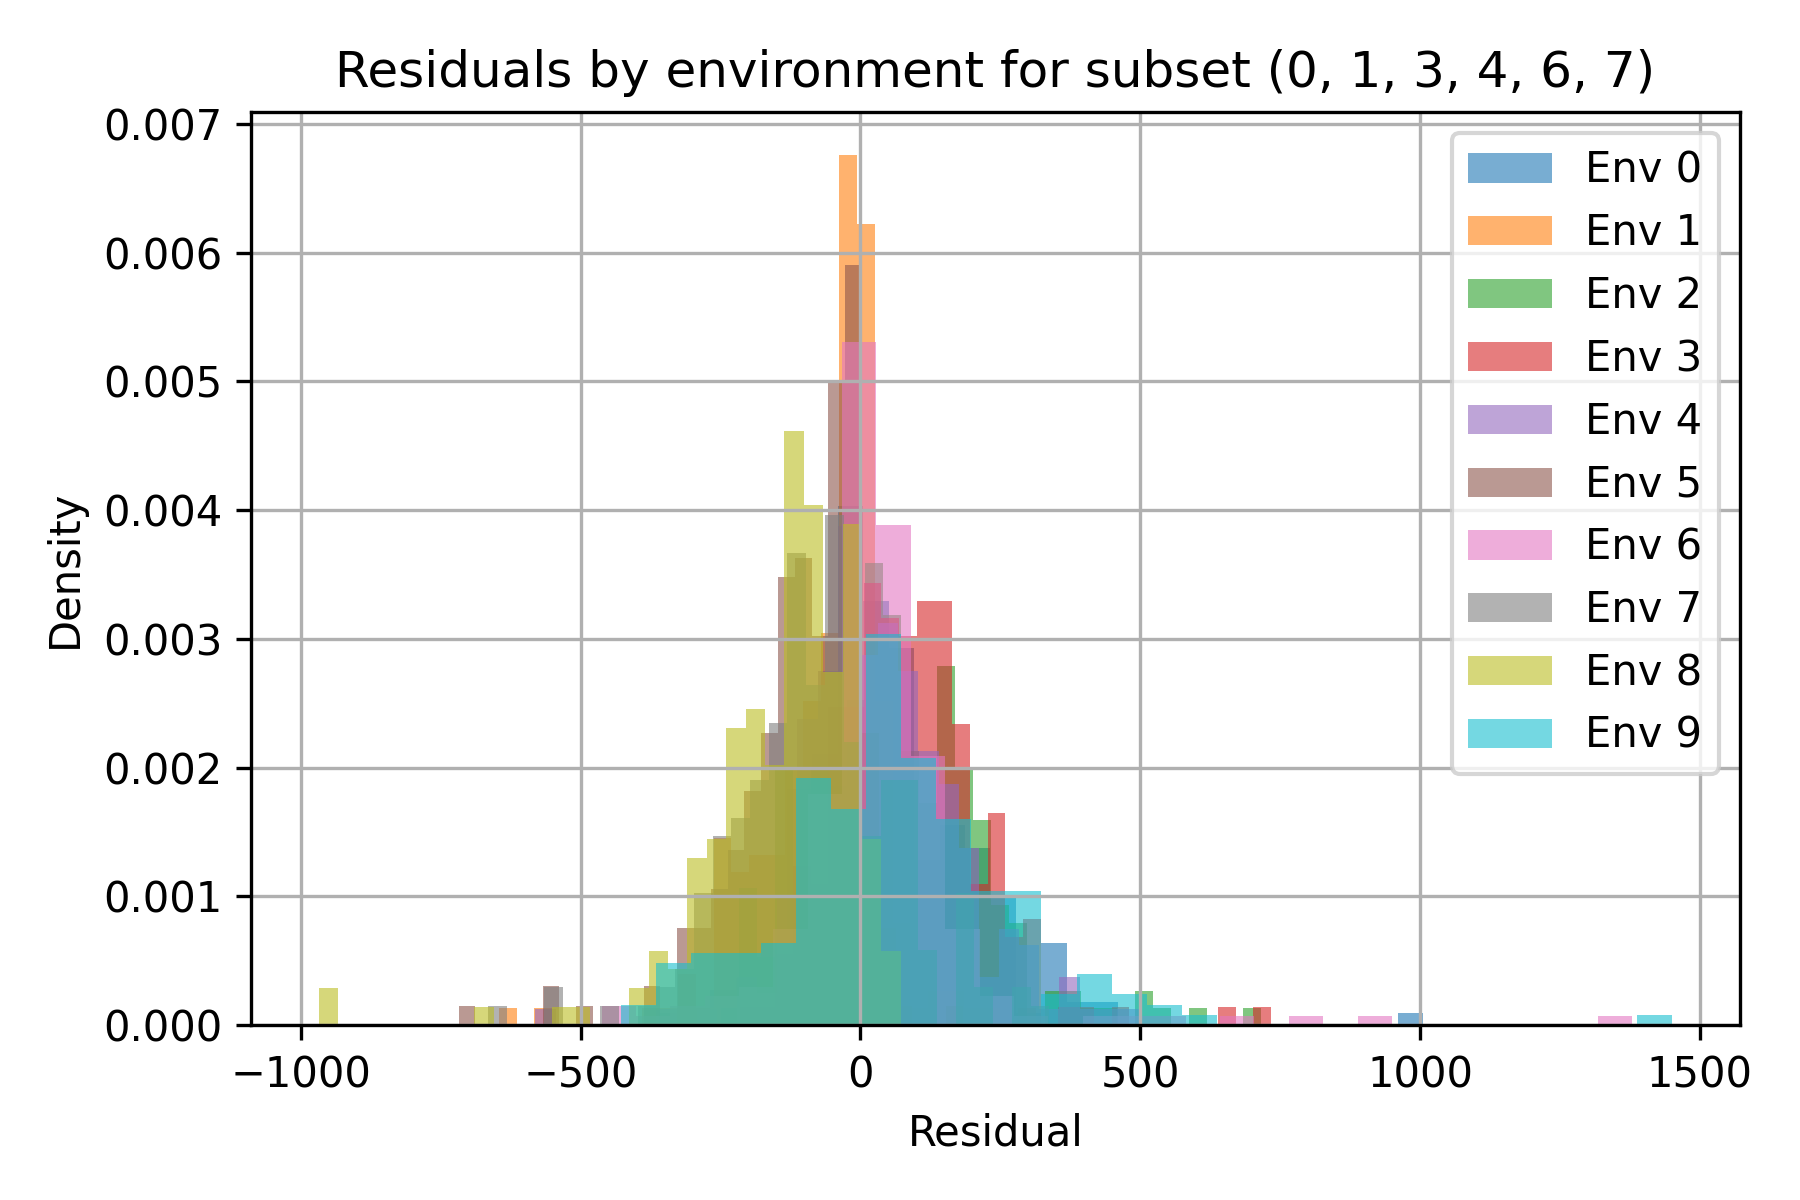 Residuals by environment for subset (0, 1, 3, 4, 6, 7)
0.007
0.006
0.005
0.004
0.003
0.002
0.001
0.000
Density
Env 0
Env 1
Env 2
Env 3
Env 4
Env 5
Env 6
Env 7
Env 8
Env 9
−1000 −500 0 500 1000 1500
Residual